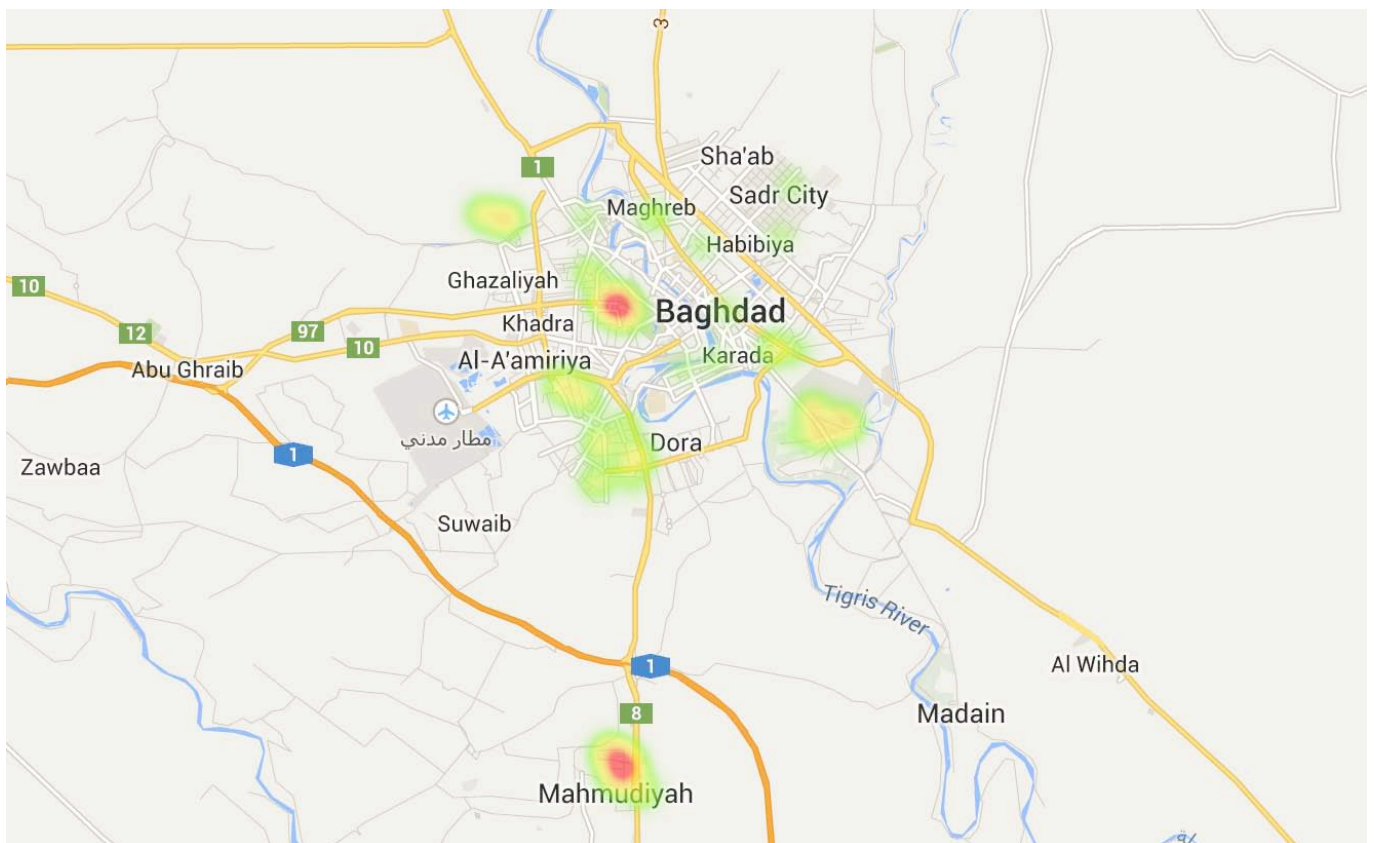 3
Sha'ab
1
Sadr City
Maghreb
Habibiya
Ghazaliyah
10
Baghdad
Khadra
12
97
10
Karada
Al-A'amiriya
Abu Ghraib
مطار مدني
Dora
1
Zawbaa
Suwaib
Tigris River
1
Al Wihda
8
Madain
Mahmudiyah